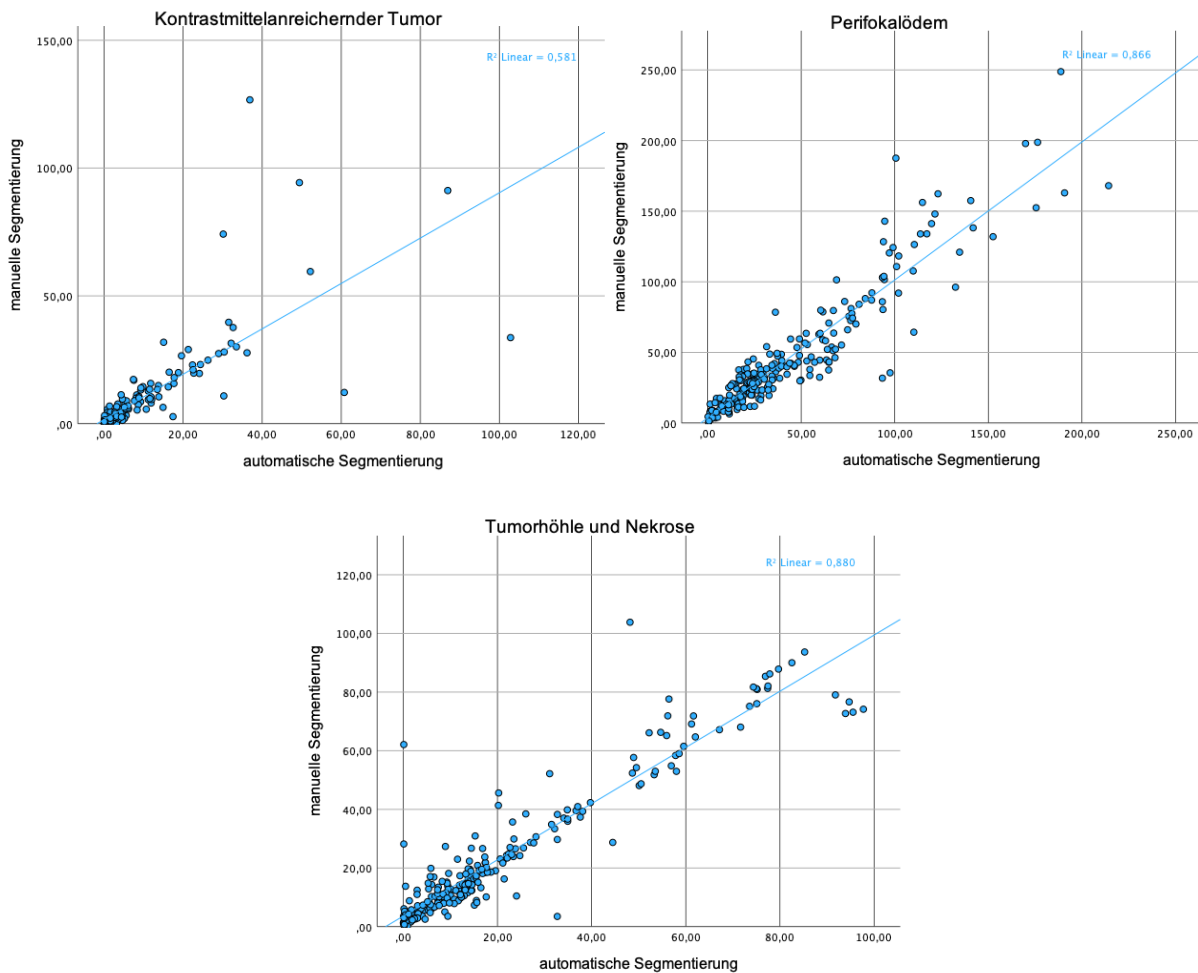 Kontrastmittelanreichernder Tumor
R² Linear = 0,581
150,00
100,00
50,00
,00
manuelle Segmentierung
,00 20,00 40,00 60,00 80,00 100,00 120,00
automatische Segmentierung
Perifokalödem
R² Linear = 0,866
250,00
200,00
150,00
100,00
50,00
,00
manuelle Segmentierung
,00 50,00 100,00 150,00 200,00 250,00
automatische Segmentierung
Tumorhöhle und Nekrose
R² Linear = 0,880
120,00
100,00
80,00
60,00
40,00
20,00
,00
manuelle Segmentierung
,00 20,00 40,00 60,00 80,00 100,00
automatische Segmentierung